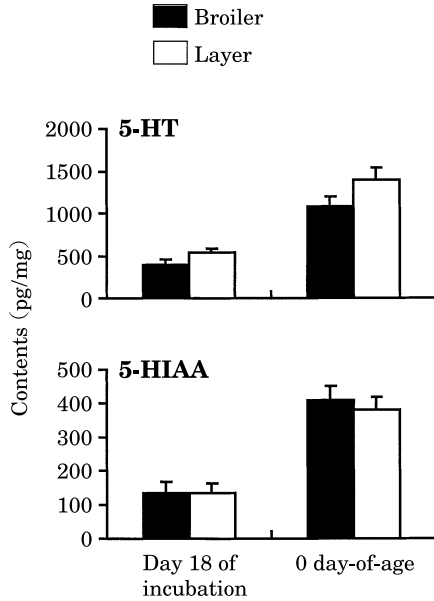 Broiler
Layer
5-HT
2000
1500
1000
500
0
Contents (pg/mg)
5-HIAA
500
400
300
200
100
0
Day 18 of
incubation
0 day-of-age